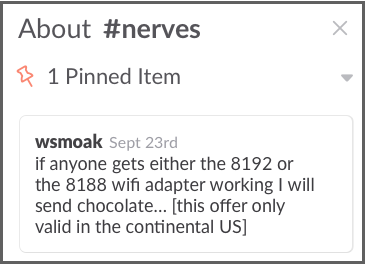 About #nerves
1 Pinned Item
wsmoak Sept 23rd
if anyone gets either the 8192 or
the 8188 wifi adapter working I will
send chocolate... [this offer only
valid in the continental US]